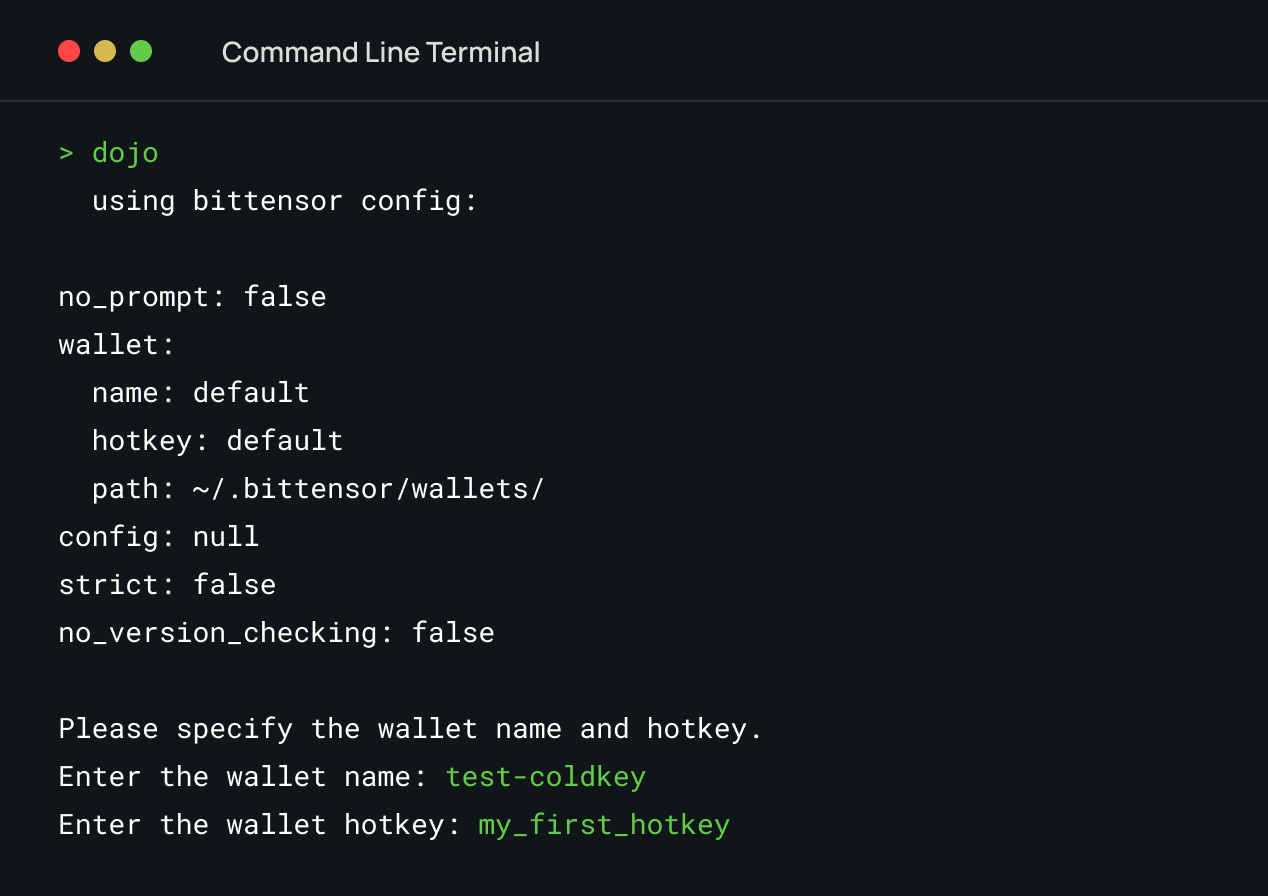 Command Line Terminal
> dojo
using bittensor config:
no_prompt: false
wallet:
name: default
hotkey: default
path: ~/.bittensor/wallets/
config: null
strict: false
no_version_checking: false
Please specify the wallet name and hotkey.
Enter the wallet name: test-coldkey
Enter the wallet hotkey: my_first_hotkey